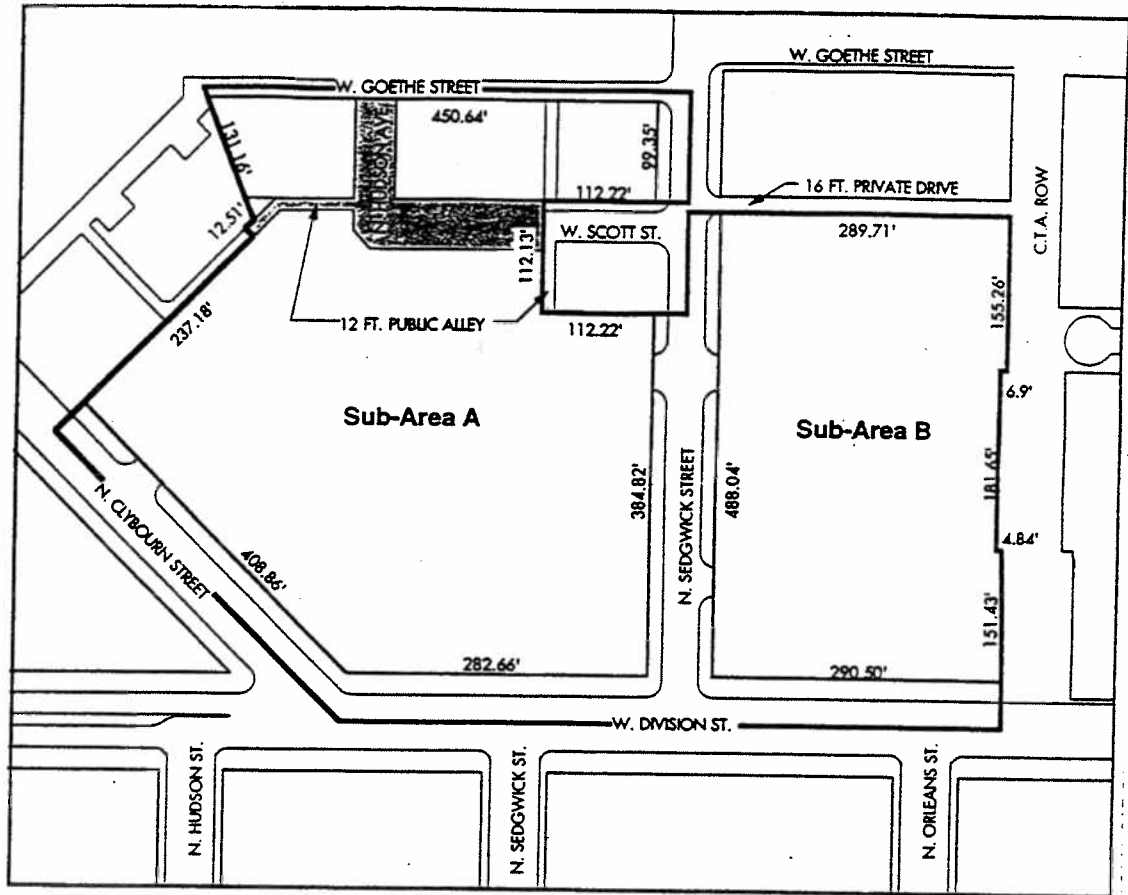 W. GOETHE STREET
W. GOETHE STREET
450.64'
131.16'
N. HUDSON AVE
99.35'
112.22'
16 FT. PRIVATE DRIVE
C.T.A. ROW
12.51'
W. SCOTT ST.
289.71'
112.13'
237.18'
12 FT. PUBLIC ALLEY
112.22'
155.26'
6.9'
Sub-Area A
Sub-Area B
384.82'
N. SEDGWICK STREET
488.04'
181.65'
4.84'
N. CLYBOURN STREET
408.86'
151.43'
282.66'
290.50'
W. DIVISION ST.
N. HUDSON ST.
N. SEDGWICK ST.
N. ORLEANS ST.